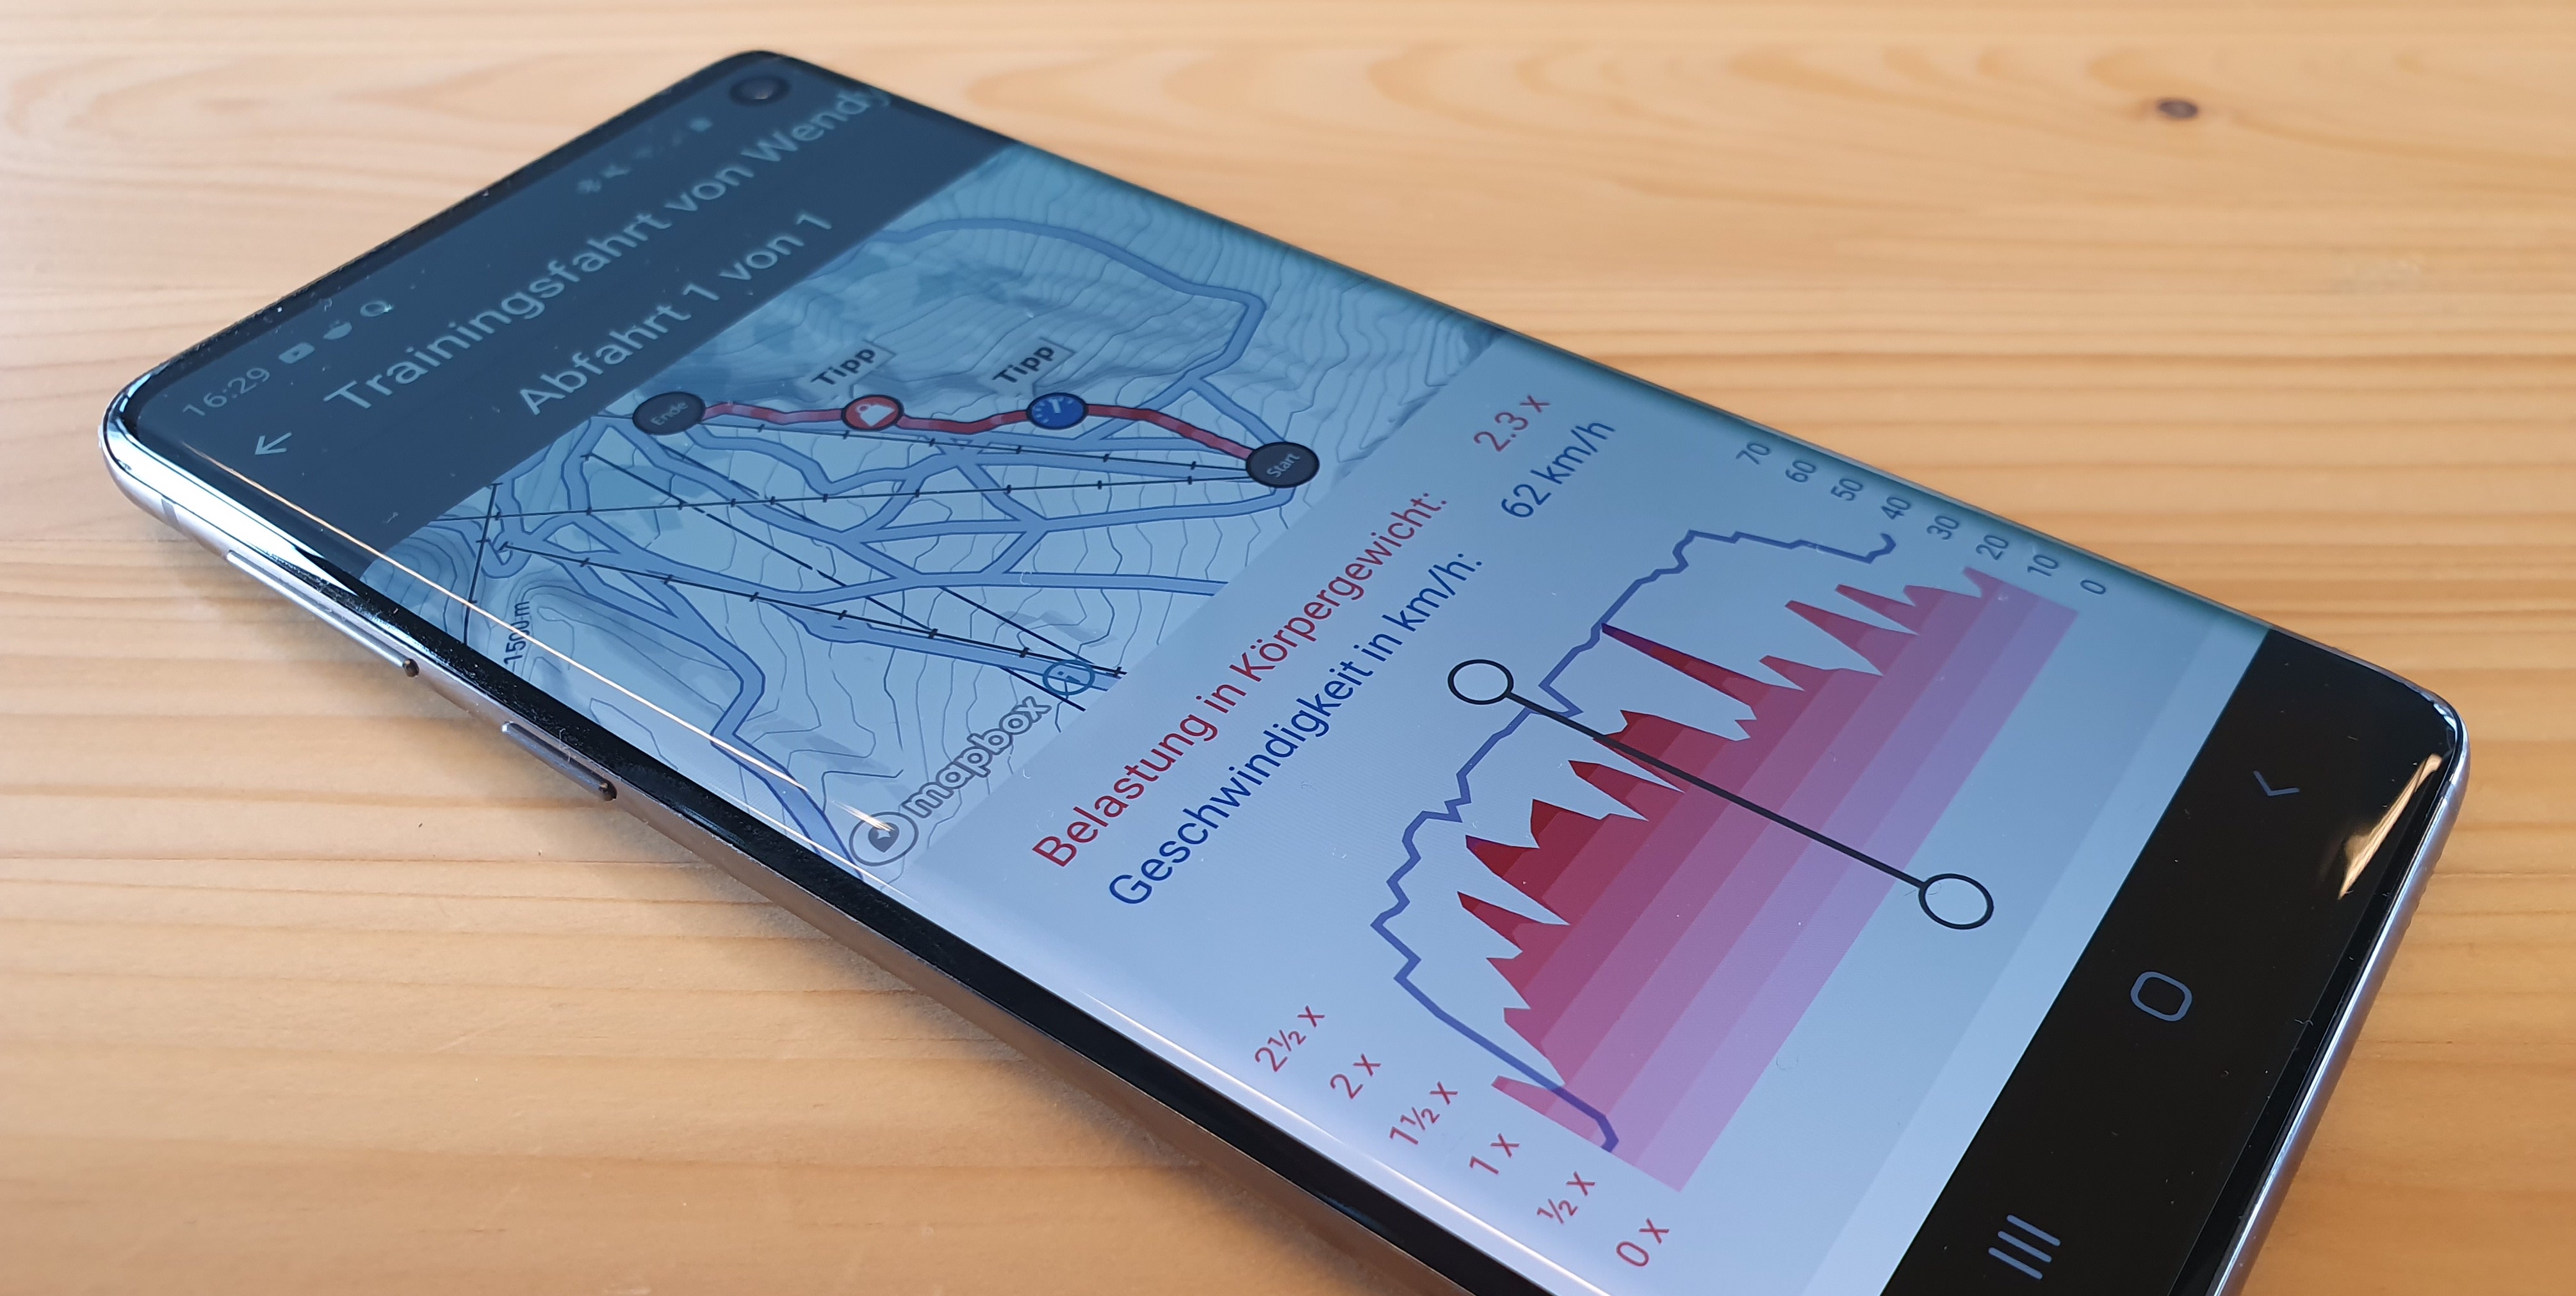 16:29
Trainingsfahrt von Wendy
Abfahrt 1 von 1
Tipp
Tipp
Ende
Start
1500 m
mapbox
i
Belastung in Körpergewicht: 2.3 x
Geschwindigkeit in km/h: 62 km/h
2½ x
2 x
1½ x
1 x
½ x
0 x
70
60
50
40
30
20
10
0